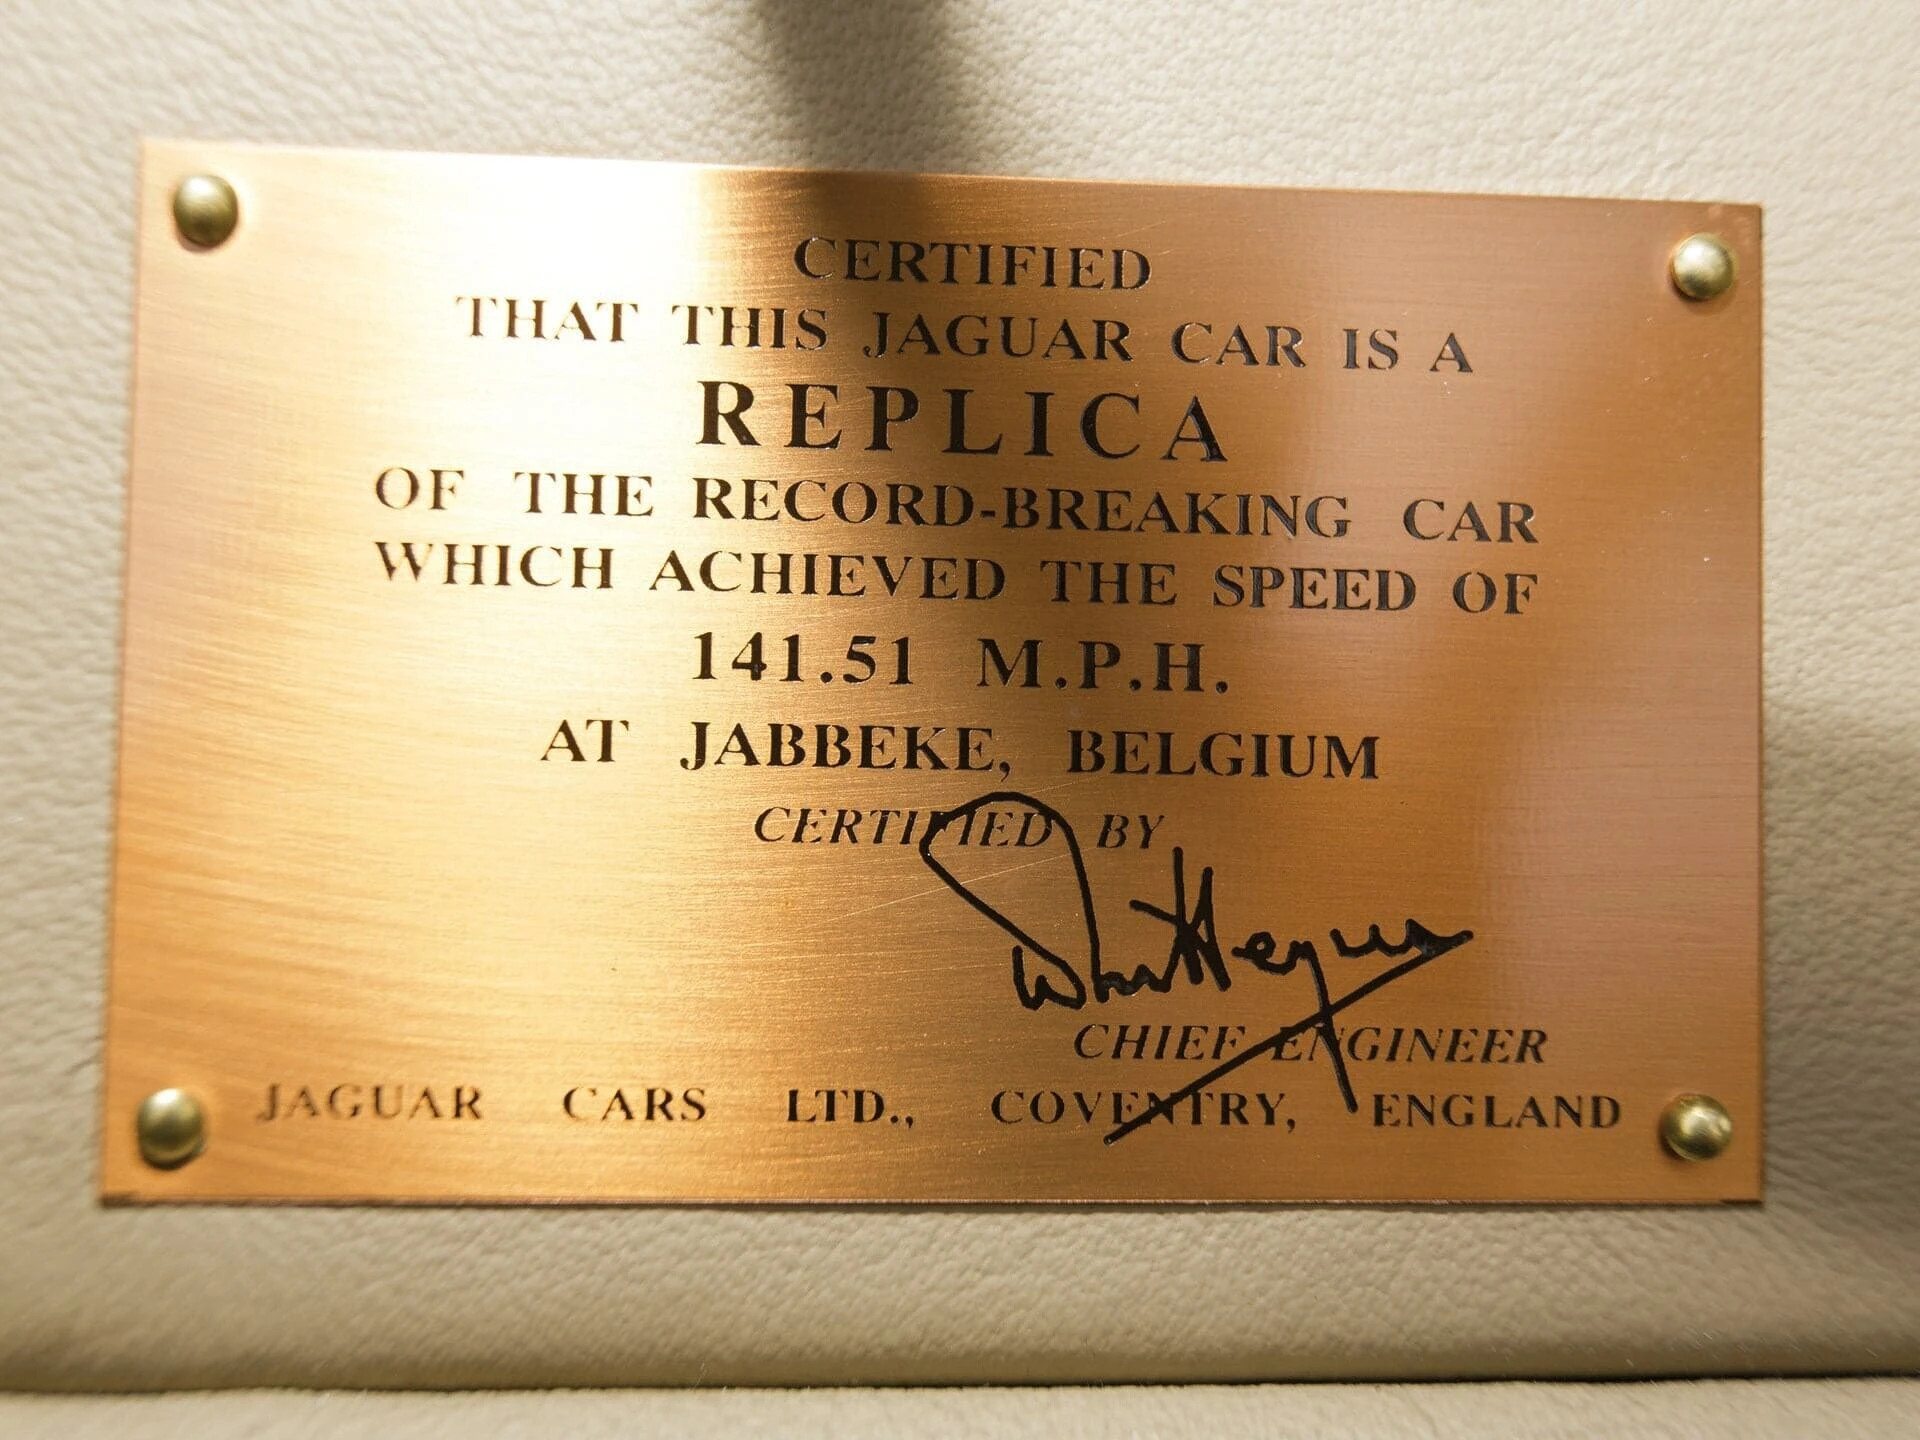 CERTIFIED
THAT THIS JAGUAR CAR IS A
REPLICA
OF THE RECORD-BREAKING CAR
WHICH ACHIEVED THE SPEED OF
141.51 M.P.H.
AT JABBEKE, BELGIUM
CERTIFIED BY
CHIEF ENGINEER
JAGUAR CARS LTD., COVENTRY, ENGLAND